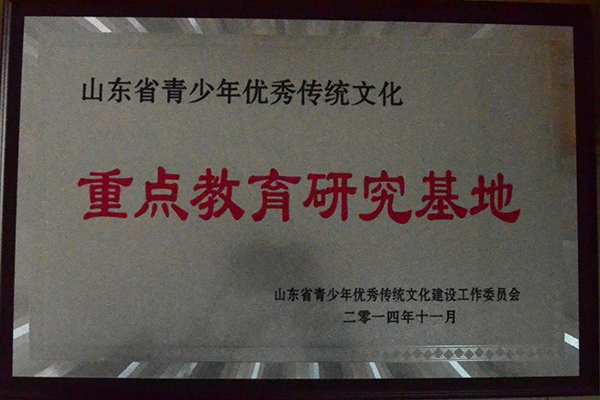 山东省青少年优秀传统文化
重点教育研究基地
山东省青少年优秀传统文化建设工作委员会
二零一四年十一月